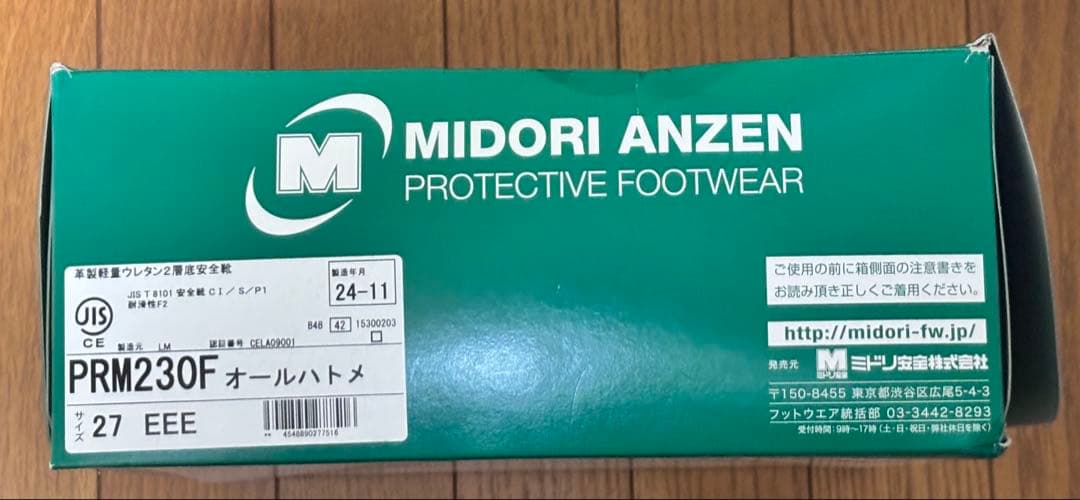 M
MIDORI ANZEN
PROTECTIVE FOOTWEAR
革製軽量ウレタン2層底安全靴
製造年月
24-11
JIS T 8101 安全靴 CI/S/P1
耐滑性F2
JIS
CE
B4B 42 15300203
製造元 LM 認証番号 CELA09001
PRM230F オールハトメ
サイズ 27 EEE
4548890277516
ご使用の前に箱側面の注意書きを
お読み頂き正しくご着用ください。
http://midori-fw.jp/
発売元 M ミドリ安全 ミドリ安全株式会社
〒150-8455 東京都渋谷区広尾5-4-3
フットウエア統括部 03-3442-8293
受付時間:9時〜17時(土・日・祝日・弊社休日を除く)